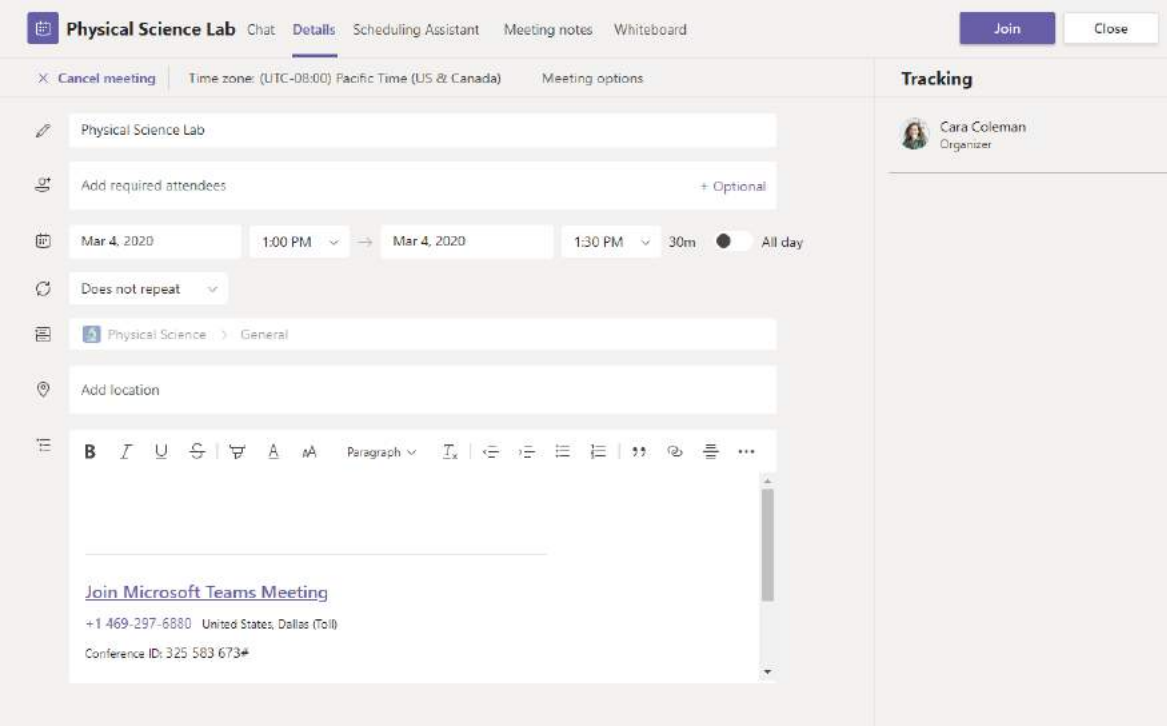 Physical Science Lab Chat Details Scheduling Assistant Meeting notes Whiteboard Join Close
Cancel meeting Time zone: (UTC-08:00) Pacific Time (US & Canada) Meeting options
Tracking
Cara Coleman
Organizer
Physical Science Lab
Add required attendees + Optional
Mar 4, 2020 1:00 PM → Mar 4, 2020 1:30 PM 30m All day
Does not repeat
Physical Science > General
Add location
B I U S A AA Paragraph Tx
Join Microsoft Teams Meeting
+1 469-297-6880 United States, Dallas (Toll)
Conference ID: 325 583 673#